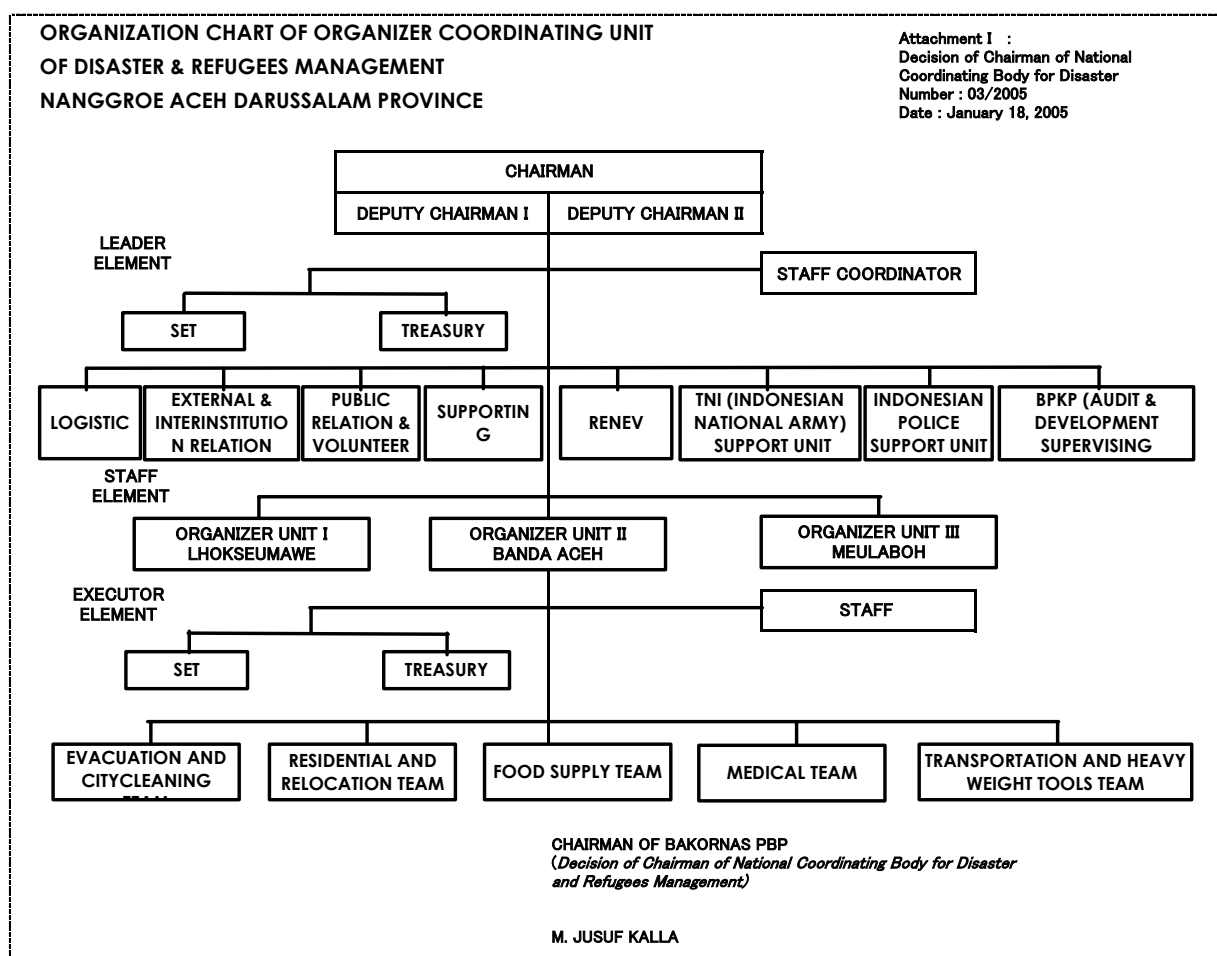 ORGANIZATION CHART OF ORGANIZER COORDINATING UNIT
OF DISASTER & REFUGEES MANAGEMENT
NANGGROE ACEH DARUSSALAM PROVINCE
Attachment I :
Decision of Chairman of National
Coordinating Body for Disaster
Number : 03/2005
Date : January 18, 2005
CHAIRMAN
DEPUTY CHAIRMAN I
DEPUTY CHAIRMAN II
LEADER
ELEMENT
STAFF COORDINATOR
SET
TREASURY
LOGISTIC
EXTERNAL &
INTERINSTITUTIO
N RELATION
PUBLIC
RELATION &
VOLUNTEER
SUPPORTIN
G
RENEV
TNI (INDONESIAN
NATIONAL ARMY)
SUPPORT UNIT
INDONESIAN
POLICE
SUPPORT UNIT
BPKP (AUDIT &
DEVELOPMENT
SUPERVISING
STAFF
ELEMENT
ORGANIZER UNIT I
LHOKSEUMAWE
ORGANIZER UNIT II
BANDA ACEH
ORGANIZER UNIT III
MEULABOH
EXECUTOR
ELEMENT
STAFF
SET
TREASURY
EVACUATION AND
CITYCLEANING
TEAM
RESIDENTIAL AND
RELOCATION TEAM
FOOD SUPPLY TEAM
MEDICAL TEAM
TRANSPORTATION AND HEAVY
WEIGHT TOOLS TEAM
CHAIRMAN OF BAKORNAS PBP
(Decision of Chairman of National Coordinating Body for Disaster
and Refugees Management)
M. JUSUF KALLA